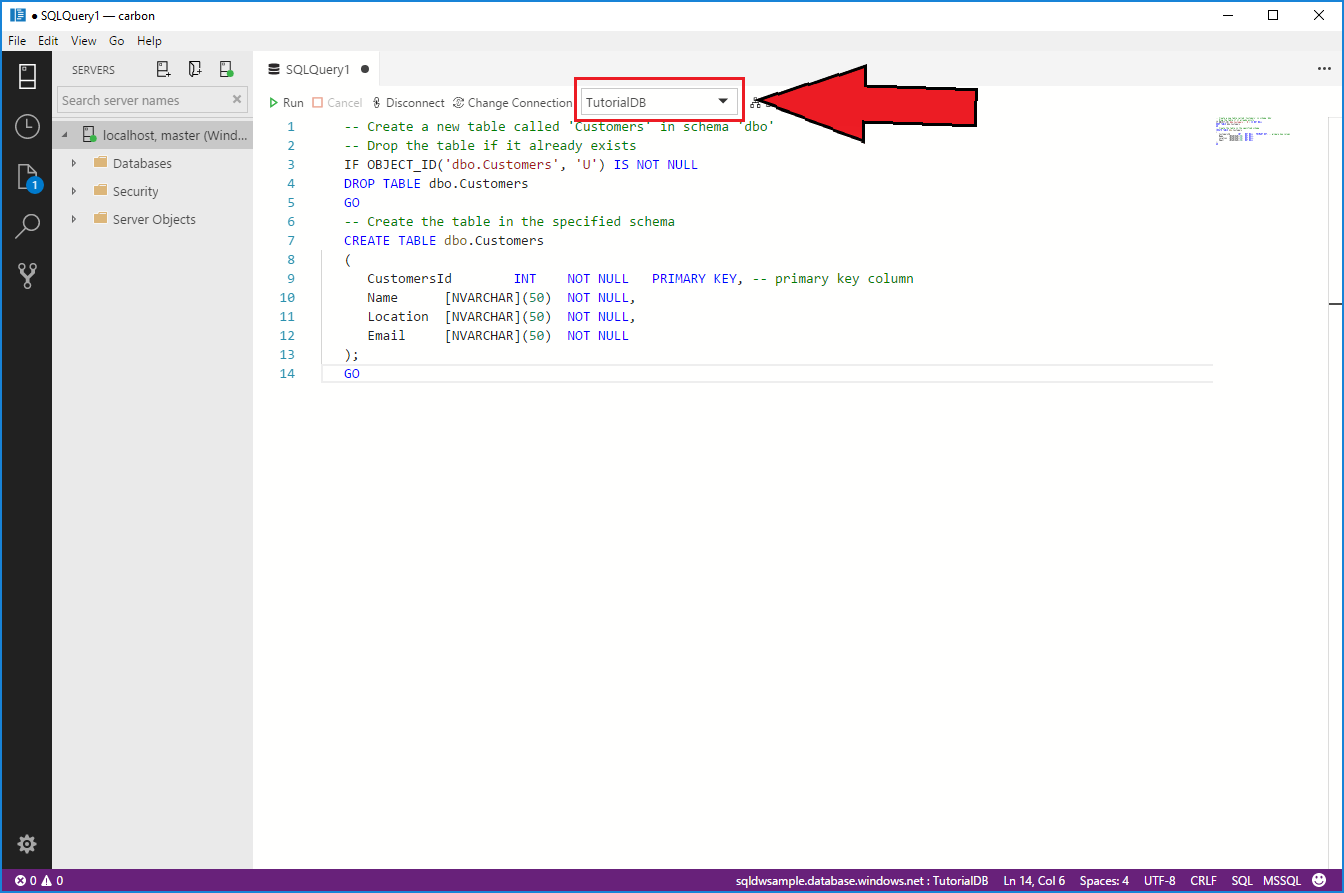 ● SQLQuery1 — carbon
File Edit View Go Help
SERVERS
Search server names
localhost, master (Wind...
Databases
Security
Server Objects
1
SQLQuery1 ●
Run Cancel Disconnect Change Connection TutorialDB
1 -- Create a new table called 'Customers' in schema 'dbo'
2 -- Drop the table if it already exists
3 IF OBJECT_ID('dbo.Customers', 'U') IS NOT NULL
4 DROP TABLE dbo.Customers
5 GO
6 -- Create the table in the specified schema
7 CREATE TABLE dbo.Customers
8 (
9 CustomersId INT NOT NULL PRIMARY KEY, -- primary key column
10 Name [NVARCHAR](50) NOT NULL,
11 Location [NVARCHAR](50) NOT NULL,
12 Email [NVARCHAR](50) NOT NULL
13 );
14 GO
0 0 sqldwsample.database.windows.net : TutorialDB Ln 14, Col 6 Spaces: 4 UTF-8 CRLF SQL MSSQL